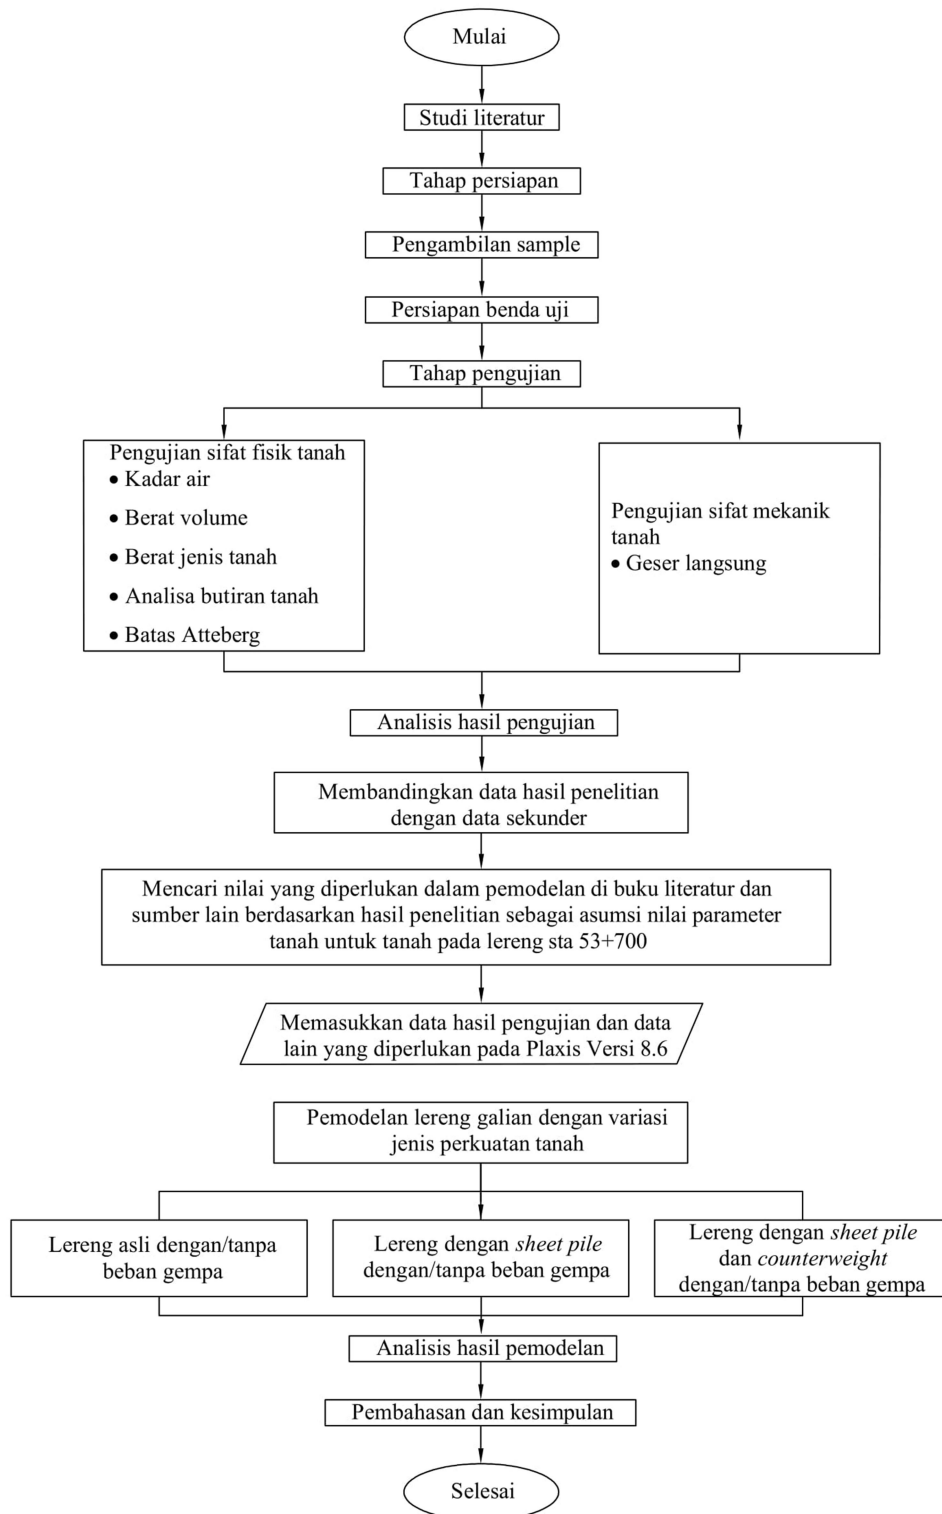 Mulai
Studi literatur
Tahap persiapan
Pengambilan sample
Persiapan benda uji
Tahap pengujian
Pengujian sifat fisik tanah
• Kadar air
• Berat volume
• Berat jenis tanah
• Analisa butiran tanah
• Batas Atteberg
Pengujian sifat mekanik
tanah
• Geser langsung
Analisis hasil pengujian
Membandingkan data hasil penelitian
dengan data sekunder
Mencari nilai yang diperlukan dalam pemodelan di buku literatur dan
sumber lain berdasarkan hasil penelitian sebagai asumsi nilai parameter
tanah untuk tanah pada lereng sta 53+700
Memasukkan data hasil pengujian dan data
lain yang diperlukan pada Plaxis Versi 8.6
Pemodelan lereng galian dengan variasi
jenis perkuatan tanah
Lereng asli dengan/tanpa
beban gempa
Lereng dengan sheet pile
dengan/tanpa beban gempa
Lereng dengan sheet pile
dan counterweight
dengan/tanpa beban gempa
Analisis hasil pemodelan
Pembahasan dan kesimpulan
Selesai